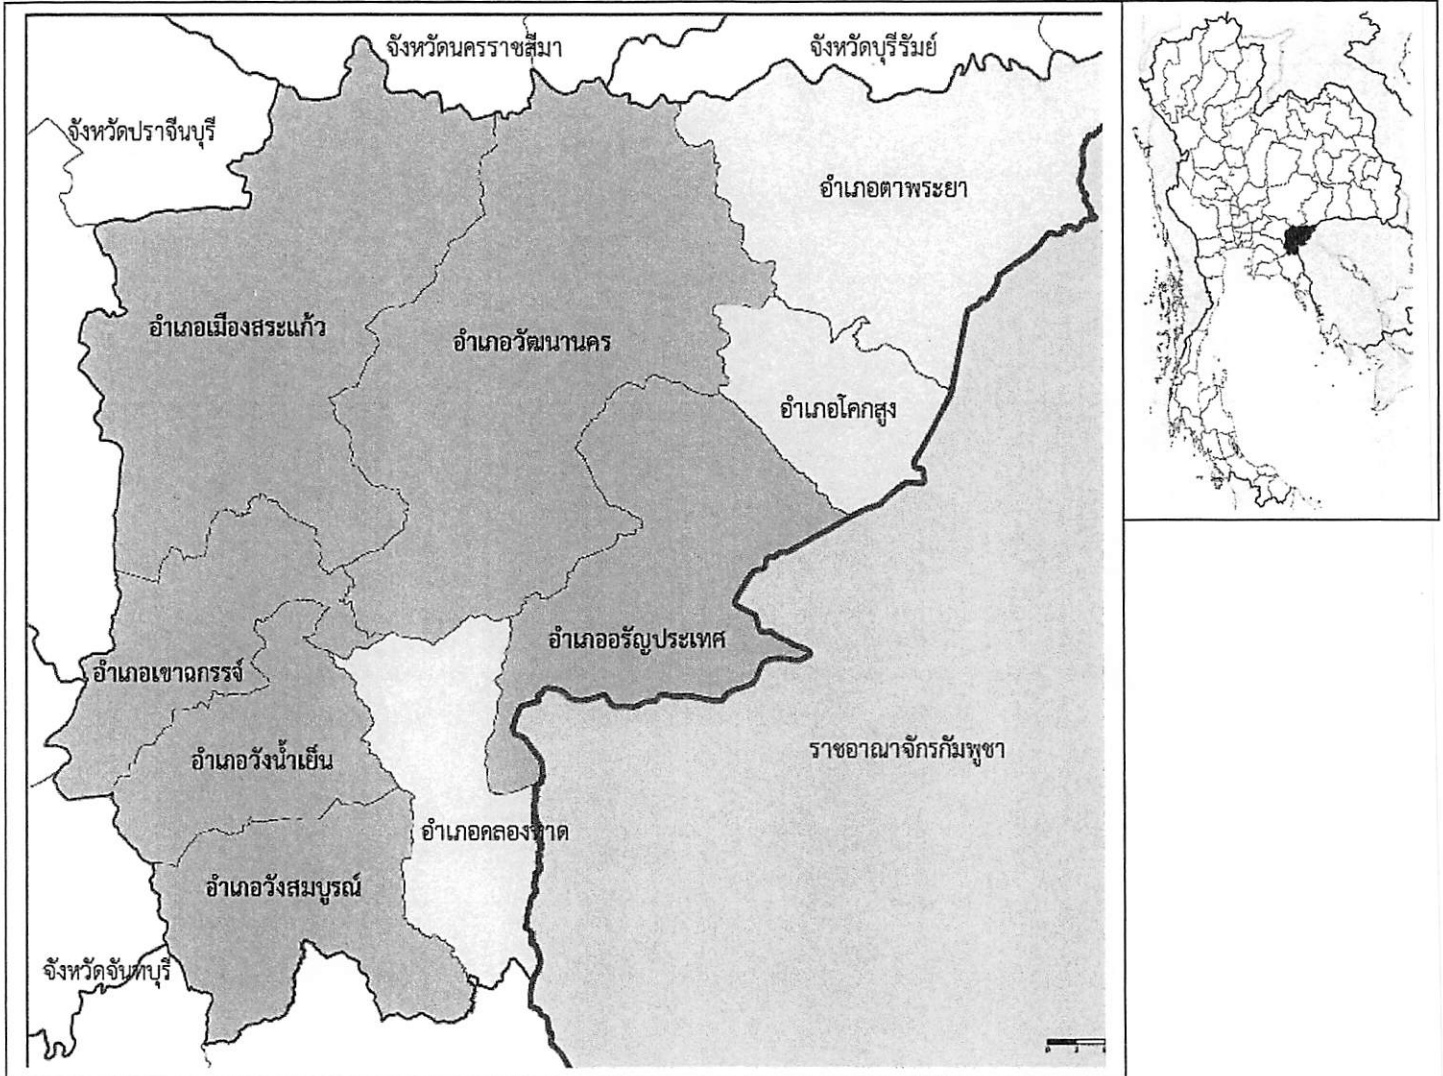 จังหวัดนครราชสีมา
จังหวัดบุรีรัมย์
จังหวัดปราจีนบุรี
อำเภอตาพระยา
อำเภอเมืองสระแก้ว
อำเภอวัฒนานคร
อำเภอโคกสูง
อำเภออรัญประเทศ
อำเภอเขาฉกรรจ์
อำเภอวังน้ำเย็น
ราชอาณาจักรกัมพูชา
อำเภอคลองหาด
อำเภอวังสมบูรณ์
จังหวัดจันทบุรี